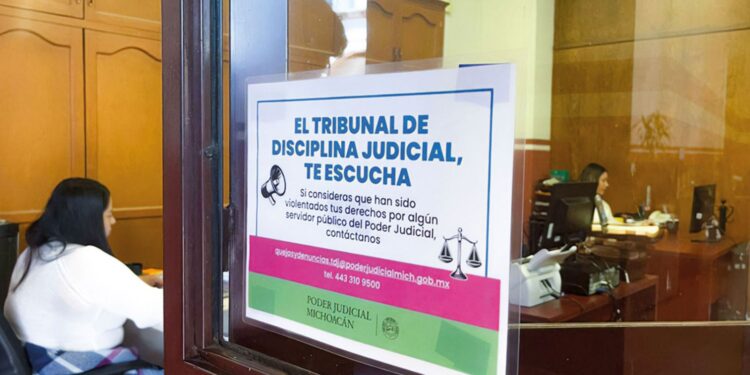 EL TRIBUNAL DE
DISCIPLINA JUDICIAL,
TE ESCUCHA
Si consideras que han sido
violentados tus derechos por algún
servidor público del Poder Judicial,
contáctanos
quejasydenuncias.tdj@poderjudicialmich.gob.mx
tel. 443 310 9500
PODER JUDICIAL
MICHOACÁN